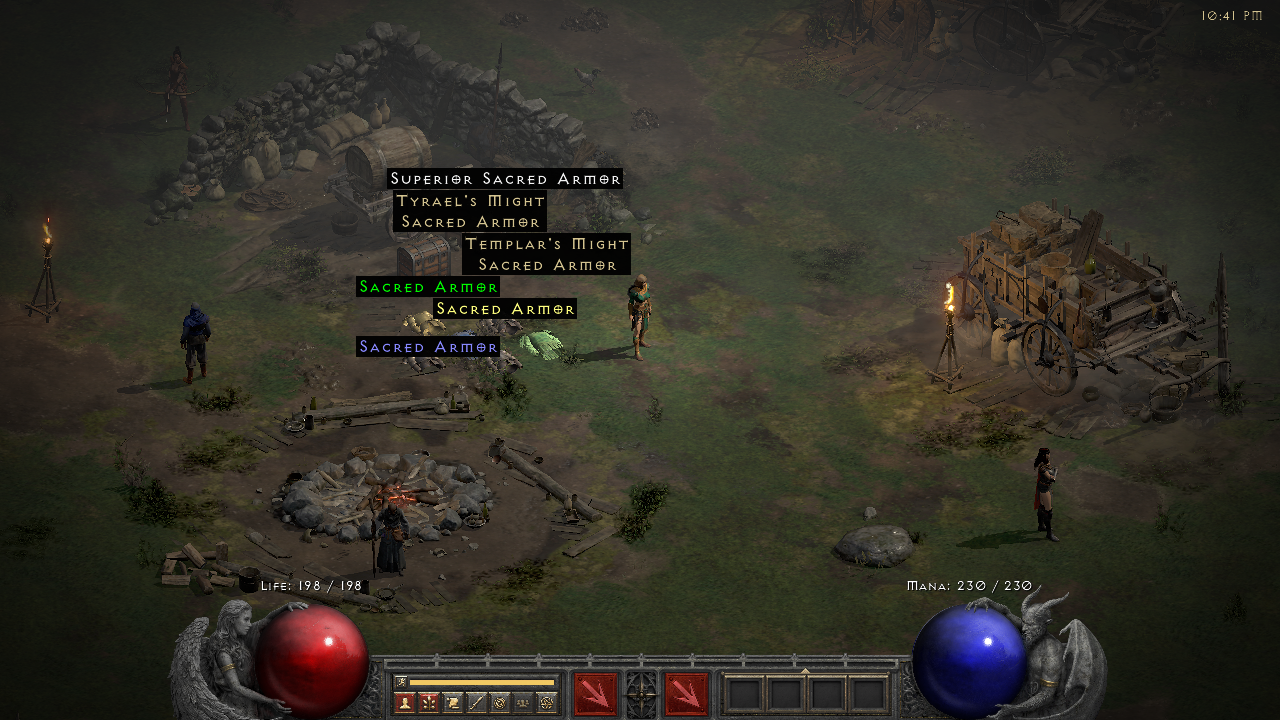 10:41 PM
Superior Sacred Armor
Tyrael's Might
Sacred Armor
Templar's Might
Sacred Armor
Sacred Armor
Sacred Armor
Sacred Armor
Life: 198 / 198
Mana: 230 / 230